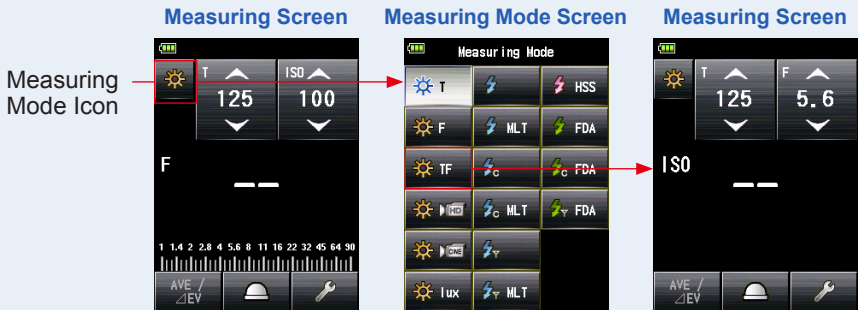 Measuring Screen
Measuring Mode Screen
Measuring Screen
Measuring
Mode Icon
T
125
ISO
100
F
1 1.4 2 2.8 4 5.6 8 11 16 22 32 45 64 90
AVE /
⊿EV
Measuring Mode
T
HSS
F
MLT
FDA
TF
C
C FDA
HD
C MLT
Y FDA
CINE
Y
lux
Y MLT
T
125
F
5.6
ISO
AVE /
⊿EV